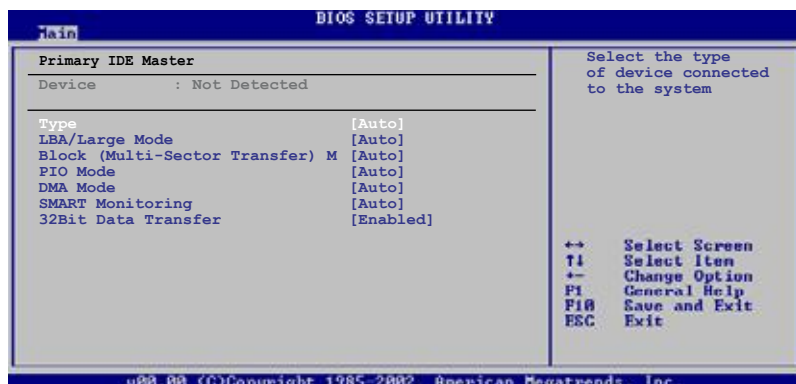 BIOS SETUP UTILITY
Main
Primary IDE Master
Device : Not Detected
Type [Auto]
LBA/Large Mode [Auto]
Block (Multi-Sector Transfer) M [Auto]
PIO Mode [Auto]
DMA Mode [Auto]
SMART Monitoring [Auto]
32Bit Data Transfer [Enabled]
Select the type
of device connected
to the system
↔ Select Screen
↑↓ Select Item
+- Change Option
F1 General Help
F10 Save and Exit
ESC Exit
v00.00 (C)Copyright 1985-2002, American Megatrends, Inc.